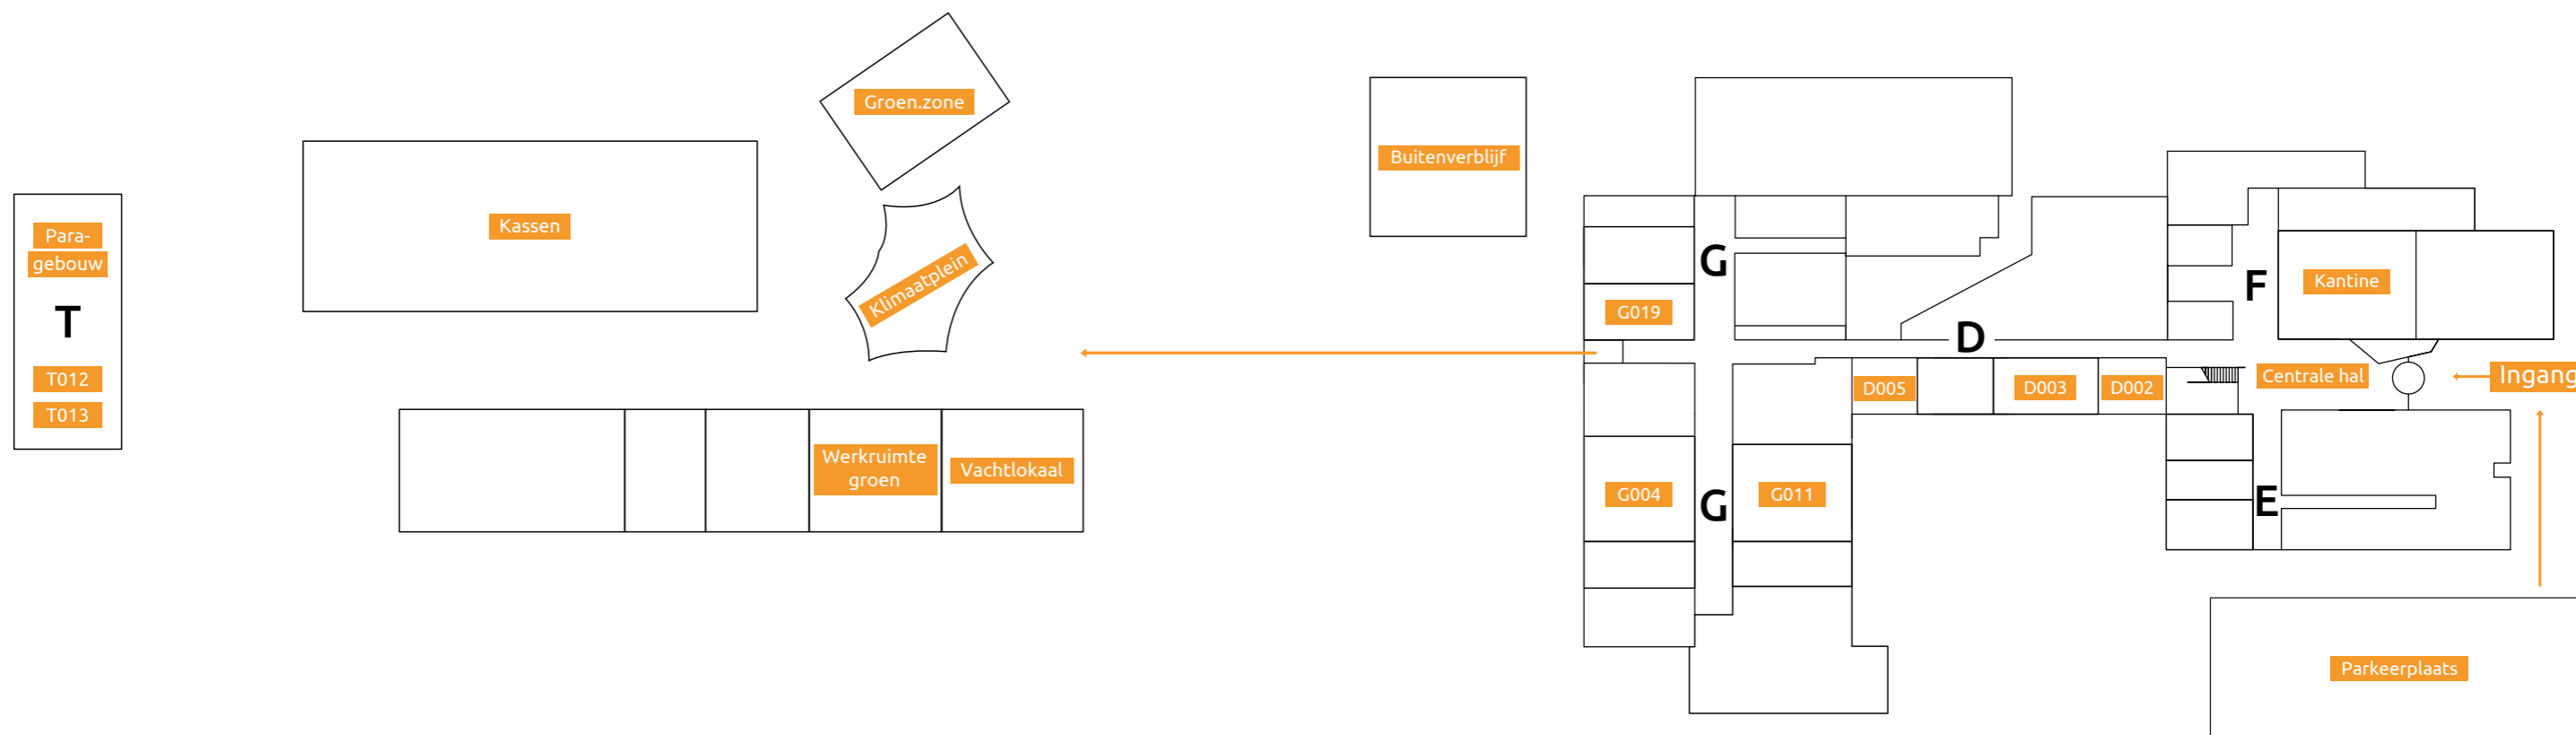 Para-
gebouw
T
T012
T013
Kassen
Groen.zone
Klimaatplein
Werkruimte
groen
Vachtlokaal
Buitenverblijf
G
G019
G004
G
G011
D
D005
D003
D002
F
Kantine
Centrale hal
Ingang
E
Parkeerplaats